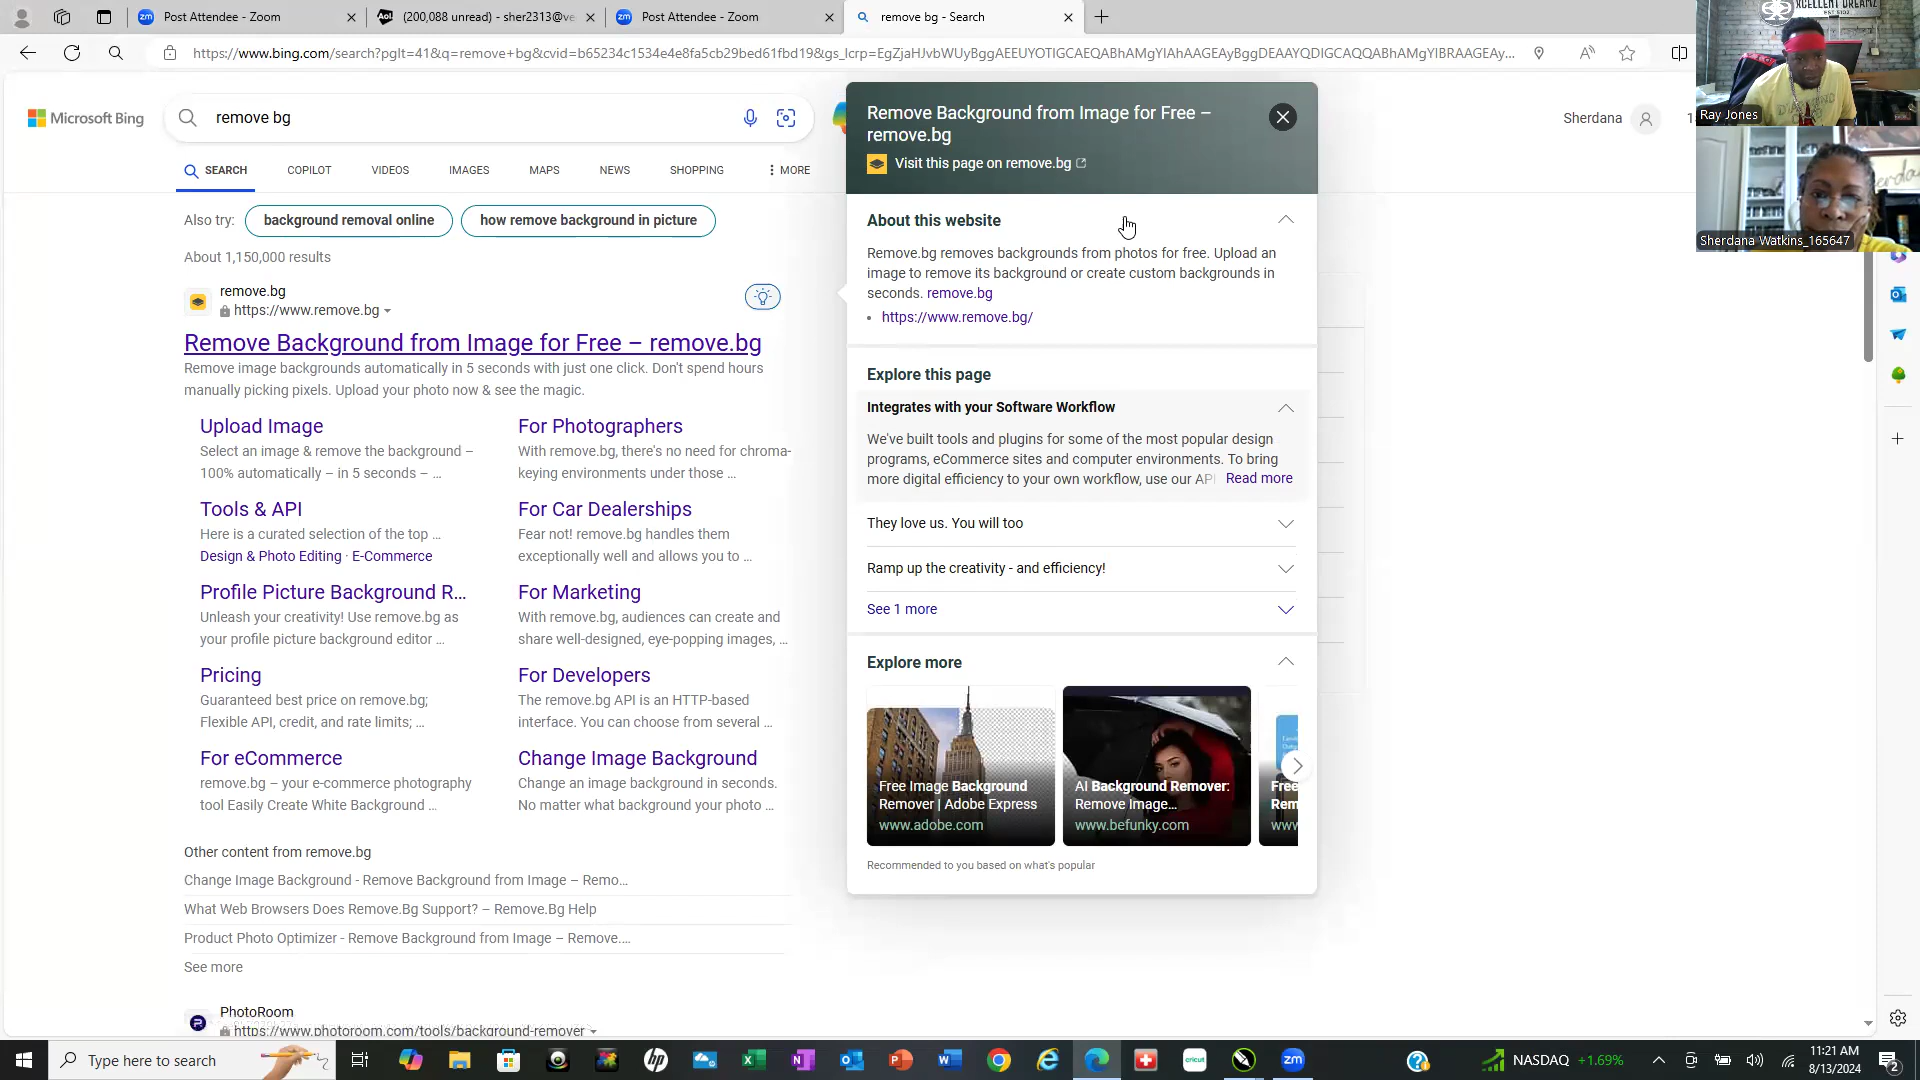 Post Attendee - Zoom
(200,088 unread) - sher2313@ve
Post Attendee - Zoom
remove bg - Search
https://www.bing.com/search?pglt=41&q=remove+bg&cvid=b65234c1534e4e8fa5cb29bed61fbd19&gs_lcrp=EgZjaHJvbWUyBggAEEUYOTIGCAEQABhAMgYIAhAAGEAyBggDEAAYQDIGCAQQABhAMgYIBRAAGEAy...
Microsoft Bing
remove bg
Sherdana
SEARCH
COPILOT
VIDEOS
IMAGES
MAPS
NEWS
SHOPPING
MORE
Also try:
background removal online
how remove background in picture
About 1,150,000 results
remove.bg
https://www.remove.bg
Remove Background from Image for Free – remove.bg
Remove image backgrounds automatically in 5 seconds with just one click. Don't spend hours
manually picking pixels. Upload your photo now & see the magic.
Upload Image
Select an image & remove the background –
100% automatically – in 5 seconds – ...
Tools & API
Here is a curated selection of the top ...
Design & Photo Editing · E-Commerce
Profile Picture Background R...
Unleash your creativity! Use remove.bg as
your profile picture background editor ...
Pricing
Guaranteed best price on remove.bg;
Flexible API, credit, and rate limits; ...
For eCommerce
remove.bg – your e-commerce photography
tool Easily Create White Background ...
For Photographers
With remove.bg, there's no need for chroma-
keying environments under those ...
For Car Dealerships
Fear not! remove.bg handles them
exceptionally well and allows you to ...
For Marketing
With remove.bg, audiences can create and
share well-designed, eye-popping images, ...
For Developers
The remove.bg API is an HTTP-based
interface. You can choose from several ...
Change Image Background
Change an image background in seconds.
No matter what background your photo ...
Other content from remove.bg
Change Image Background - Remove Background from Image – Remo...
What Web Browsers Does Remove.Bg Support? – Remove.Bg Help
Product Photo Optimizer - Remove Background from Image – Remove....
See more
PhotoRoom
https://www.photoroom.com/tools/background-remover
Remove Background from Image for Free –
remove.bg
Visit this page on remove.bg
About this website
Remove.bg removes backgrounds from photos for free. Upload an
image to remove its background or create custom backgrounds in
seconds. remove.bg
https://www.remove.bg/
Explore this page
Integrates with your Software Workflow
We've built tools and plugins for some of the most popular design
programs, eCommerce sites and computer environments. To bring
more digital efficiency to your own workflow, use our API Read more
They love us. You will too
Ramp up the creativity - and efficiency!
See 1 more
Explore more
Free Image Background
Remover | Adobe Express
www.adobe.com
AI Background Remover:
Remove Image...
www.befunky.com
Free
Rem
www
Recommended to you based on what's popular
Ray Jones
Sherdana Watkins_165647
Type here to search
NASDAQ +1.69%
11:21 AM
8/13/2024